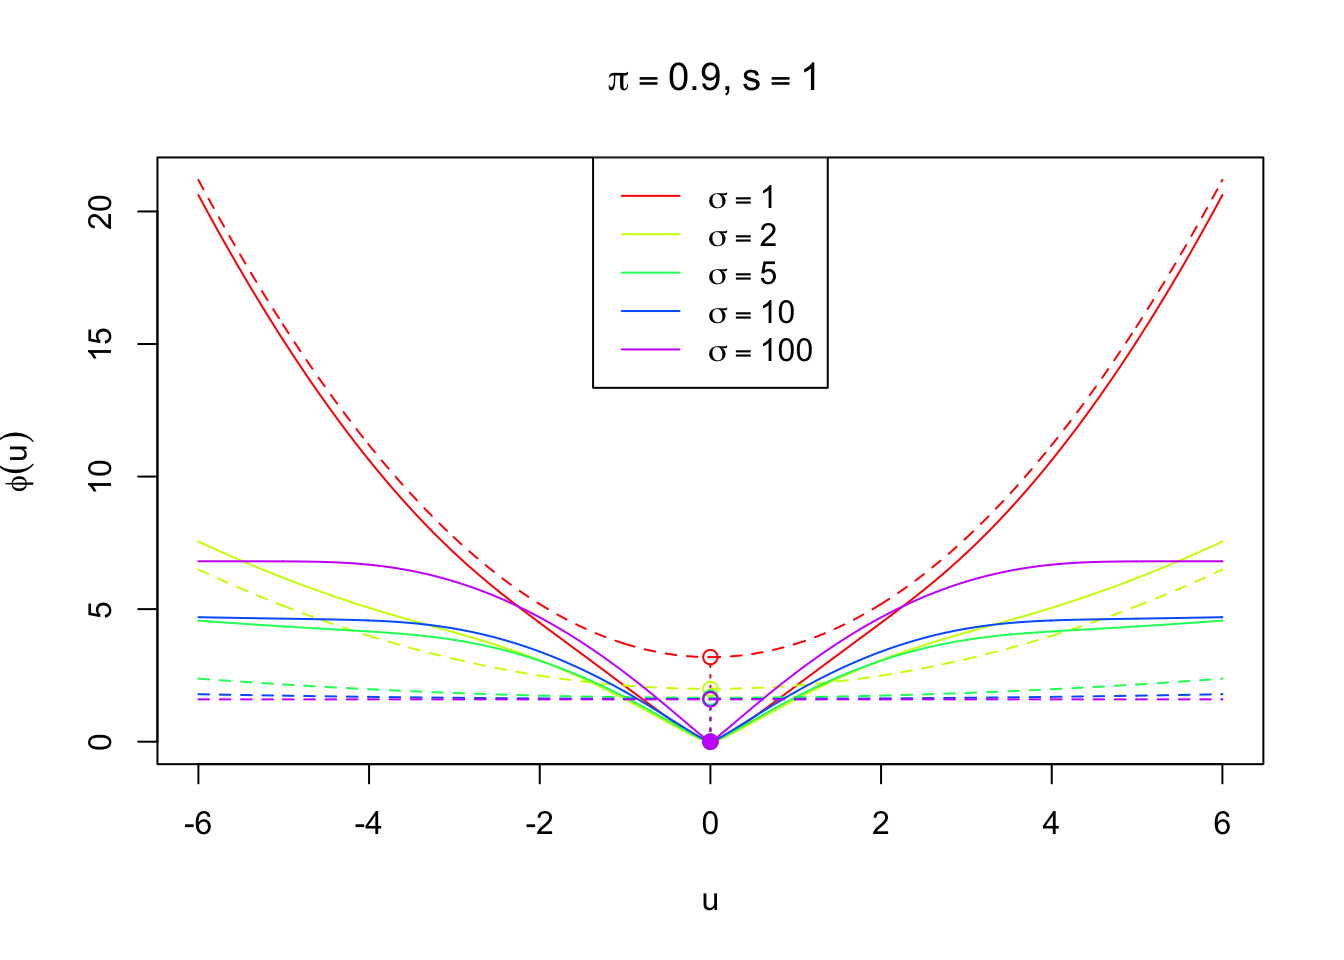 π = 0.9, s = 1
σ = 1
σ = 2
σ = 5
σ = 10
σ = 100
ϕ(u)
20
15
10
5
0
-6 -4 -2 0 2 4 6
u